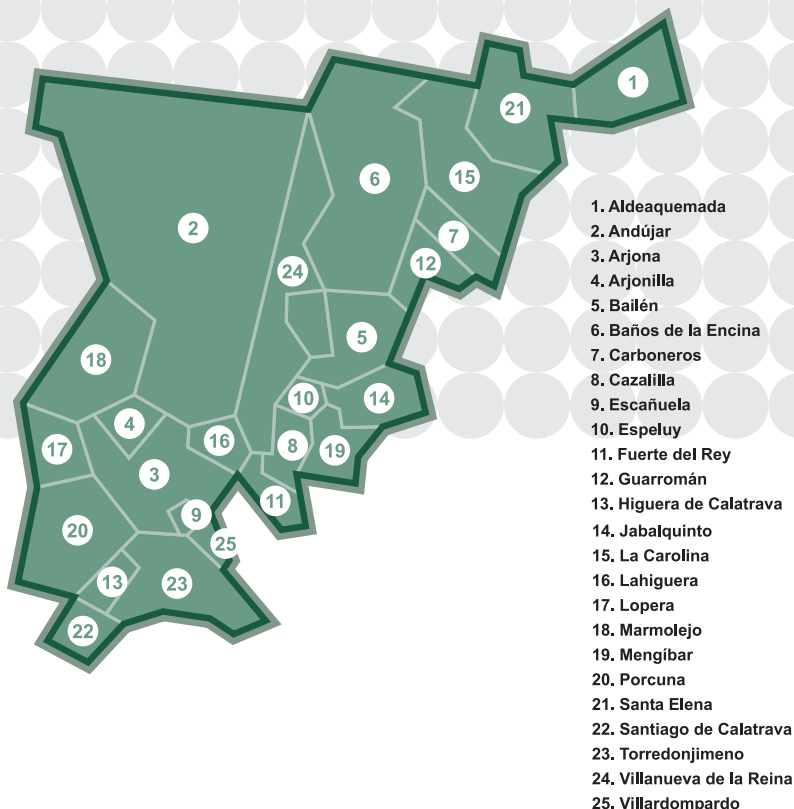 1
21
6
15
2
7
12
24
5
18
10
14
4
16
17
8
19
3
11
9
20
25
13
23
22
1. Aldeaquemada
2. Andújar
3. Arjona
4. Arjonilla
5. Bailén
6. Baños de la Encina
7. Carboneros
8. Cazalilla
9. Escañuela
10. Espeluy
11. Fuerte del Rey
12. Guarromán
13. Higuera de Calatrava
14. Jabalquinto
15. La Carolina
16. Lahiguera
17. Lopera
18. Marmolejo
19. Mengíbar
20. Porcuna
21. Santa Elena
22. Santiago de Calatrava
23. Torredonjimeno
24. Villanueva de la Reina
25. Villardompardo